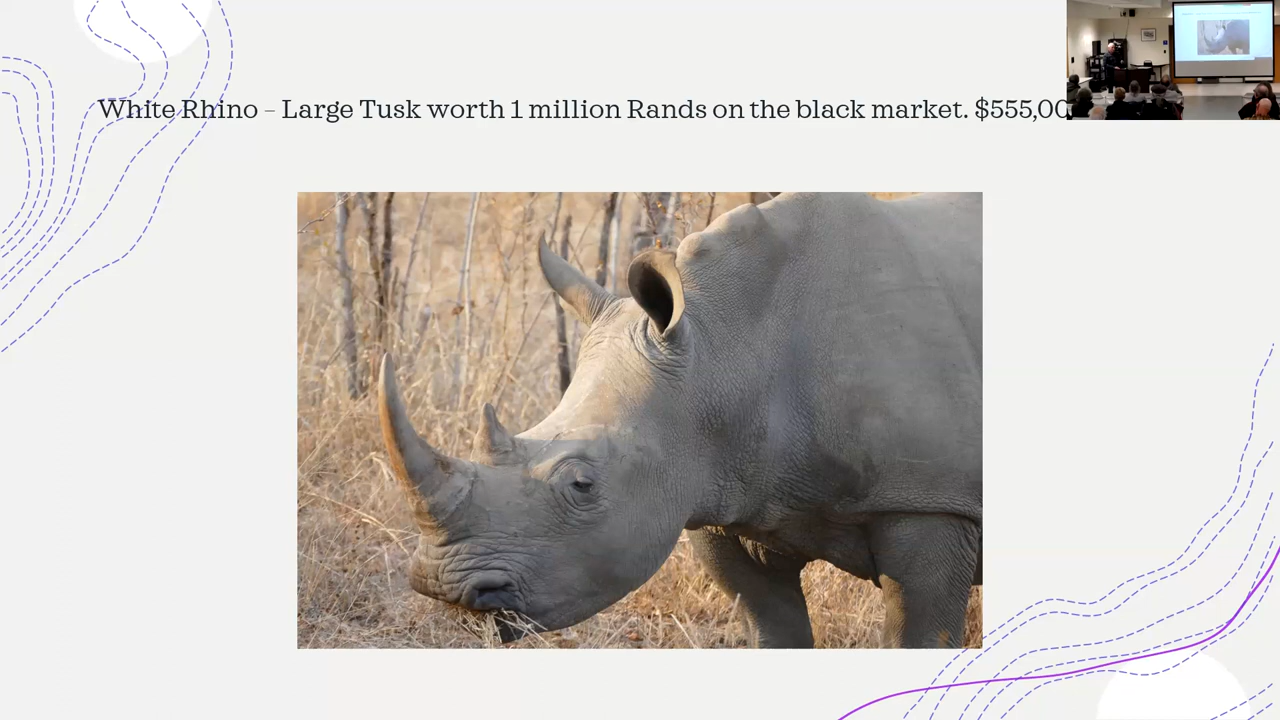 White Rhino – Large Tusk worth 1 million Rands on the black market. $555,00